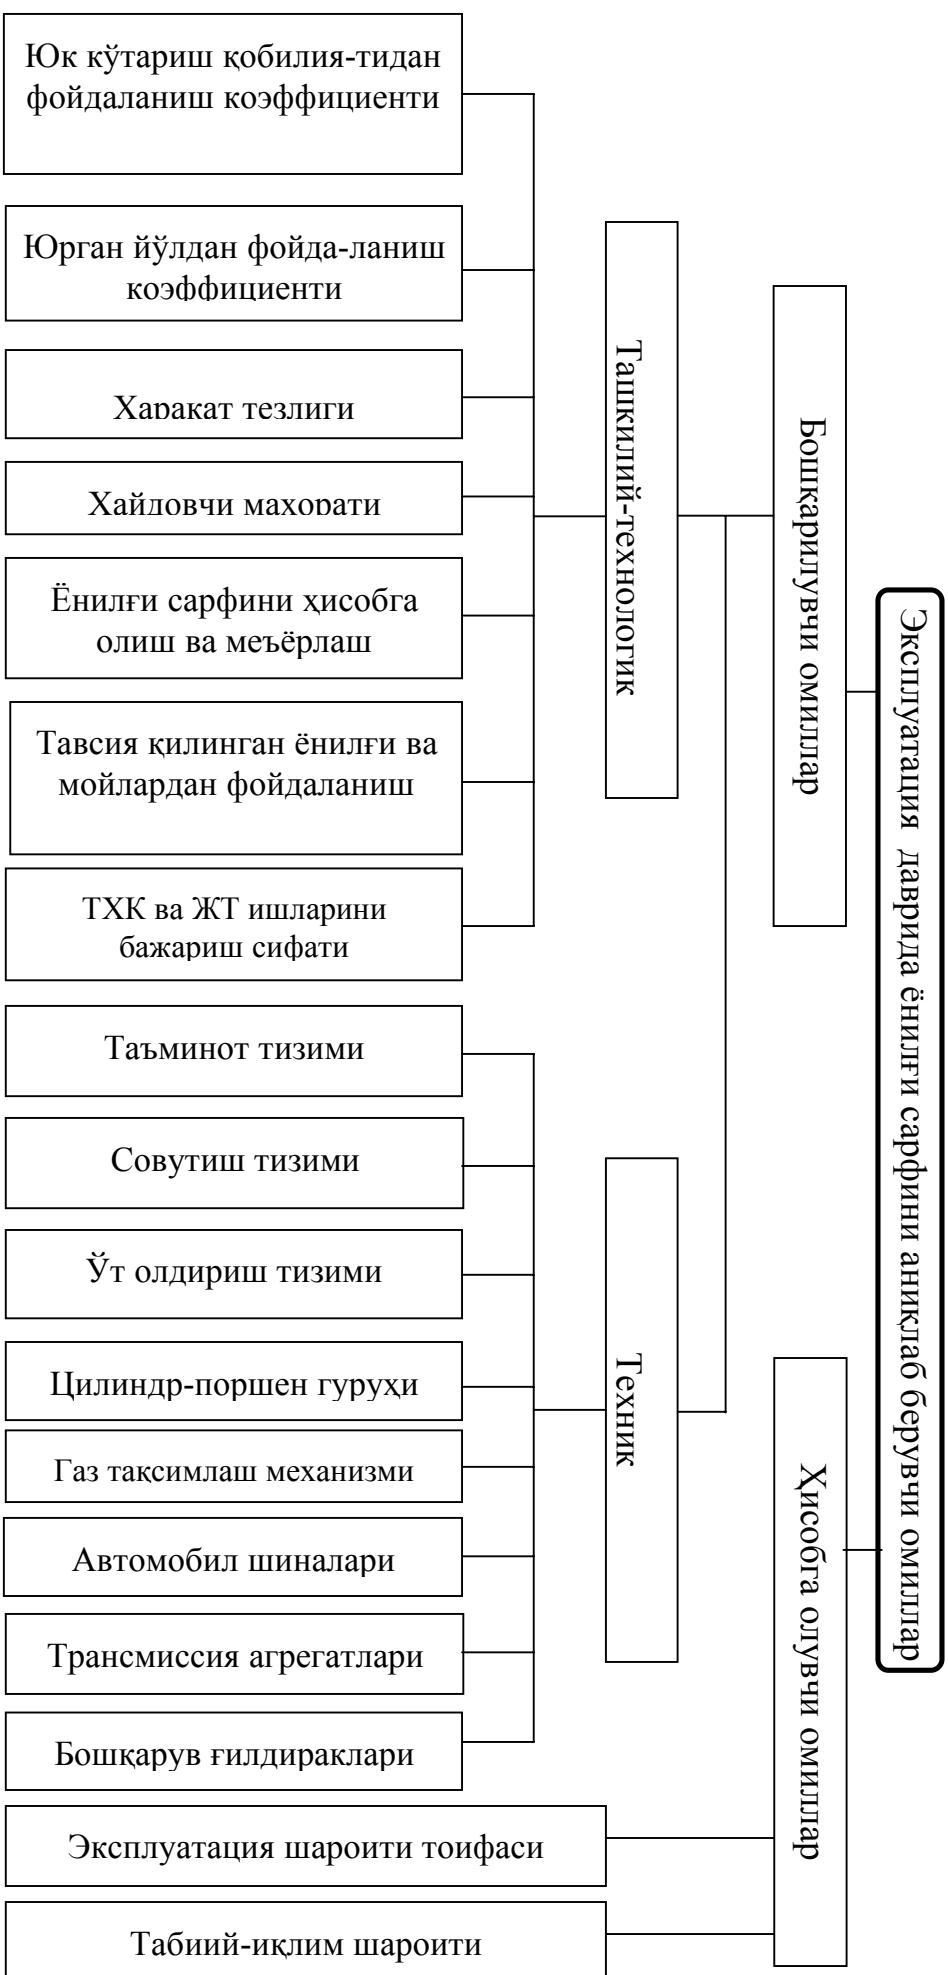 Юк кўтариш қобилия-тидан
фойдаланиш коэффициенти
Юрган йўлдан фойда-ланиш
коэффициенти
Харакат тезлиги
Хайдовчи махорати
Ёнилғи сарфини ҳисобга
олиш ва меъёрлаш
Тавсия қилинган ёнилғи ва
мойлардан фойдаланиш
ТХК ва ЖТ ишларини
бажариш сифати
Таъминот тизими
Совутиш тизими
Ўт олдириш тизими
Цилиндр-поршен гуруҳи
Газ тақсимлаш механизми
Автомобил шиналари
Трансмиссия агрегатлари
Бошқарув ғилдираклари
Эксплуатация шароити тоифаси
Табиий-иқлим шароити
Ташкилий-технологик
Техник
Бошқарилувчи омиллар
Ҳисобга олувчи омиллар
Эксплуатация даврида ёнилғи сарфини аниқлаб берувчи омиллар